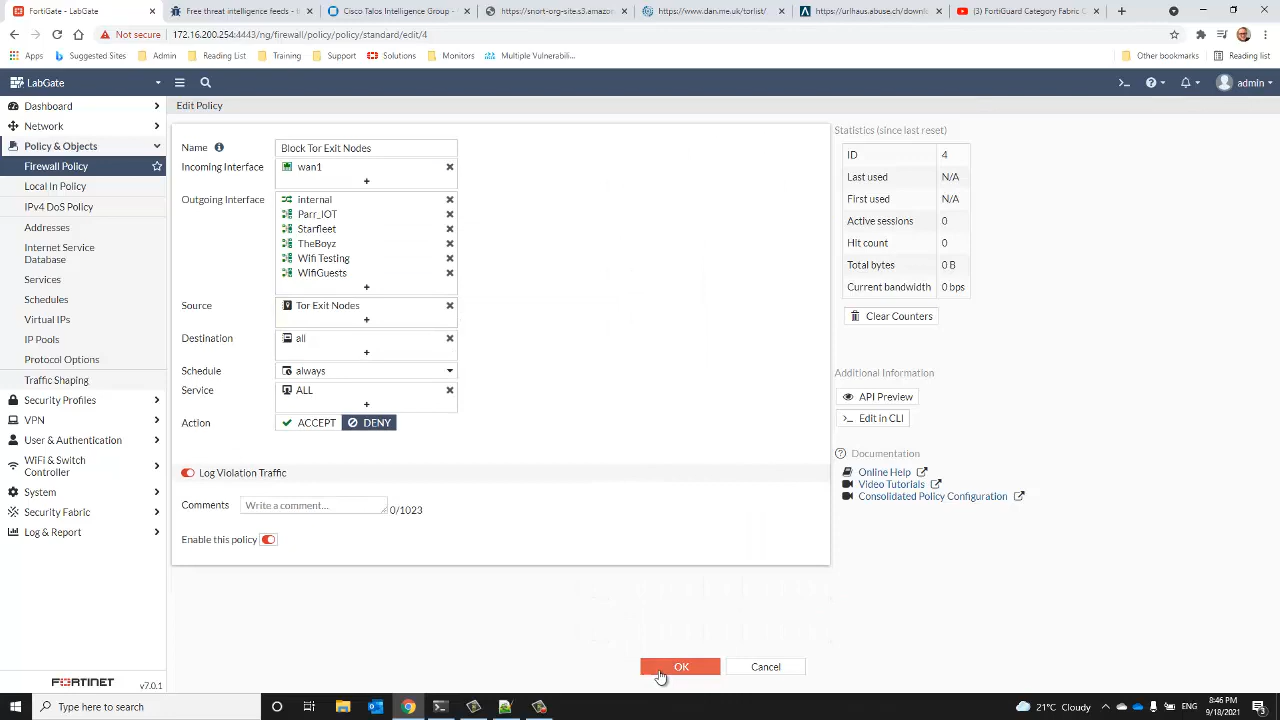 FortiGate - LabGate
Free threat intelligence feeds - t
Cisco Talos Intelligence Group -
https://snort-org-site.s3.amazon
https://www.dan.me.uk/torlist/
https://urlhaus.abuse.ch/downl
(3) FortiGuard Category Fabric C
Not secure
172.16.200.254:4443/ng/firewall/policy/policy/standard/edit/4
Apps
Suggested Sites
Admin
Reading List
Training
Support
Solutions
Monitors
Multiple Vunerabili...
Other bookmarks
Reading list
LabGate
admin
Dashboard
Network
Policy & Objects
Firewall Policy
Local In Policy
IPv4 DoS Policy
Addresses
Internet Service
Database
Services
Schedules
Virtual IPs
IP Pools
Protocol Options
Traffic Shaping
Security Profiles
VPN
User & Authentication
WiFi & Switch
Controller
System
Security Fabric
Log & Report
FORTINET
v7.0.1
Edit Policy
Name
Block Tor Exit Nodes
Incoming Interface
wan1
Outgoing Interface
internal
Parr_IOT
Starfleet
TheBoyz
Wifi Testing
WifiGuests
Source
Tor Exit Nodes
Destination
all
Schedule
always
Service
ALL
Action
ACCEPT
DENY
Log Violation Traffic
Comments
Write a comment...
0/1023
Enable this policy
OK
Cancel
Statistics (since last reset)
ID 4
Last used N/A
First used N/A
Active sessions 0
Hit count 0
Total bytes 0 B
Current bandwidth 0 bps
Clear Counters
Additional Information
API Preview
Edit in CLI
Documentation
Online Help
Video Tutorials
Consolidated Policy Configuration
Type here to search
21°C Cloudy
8:46 PM
9/18/2021